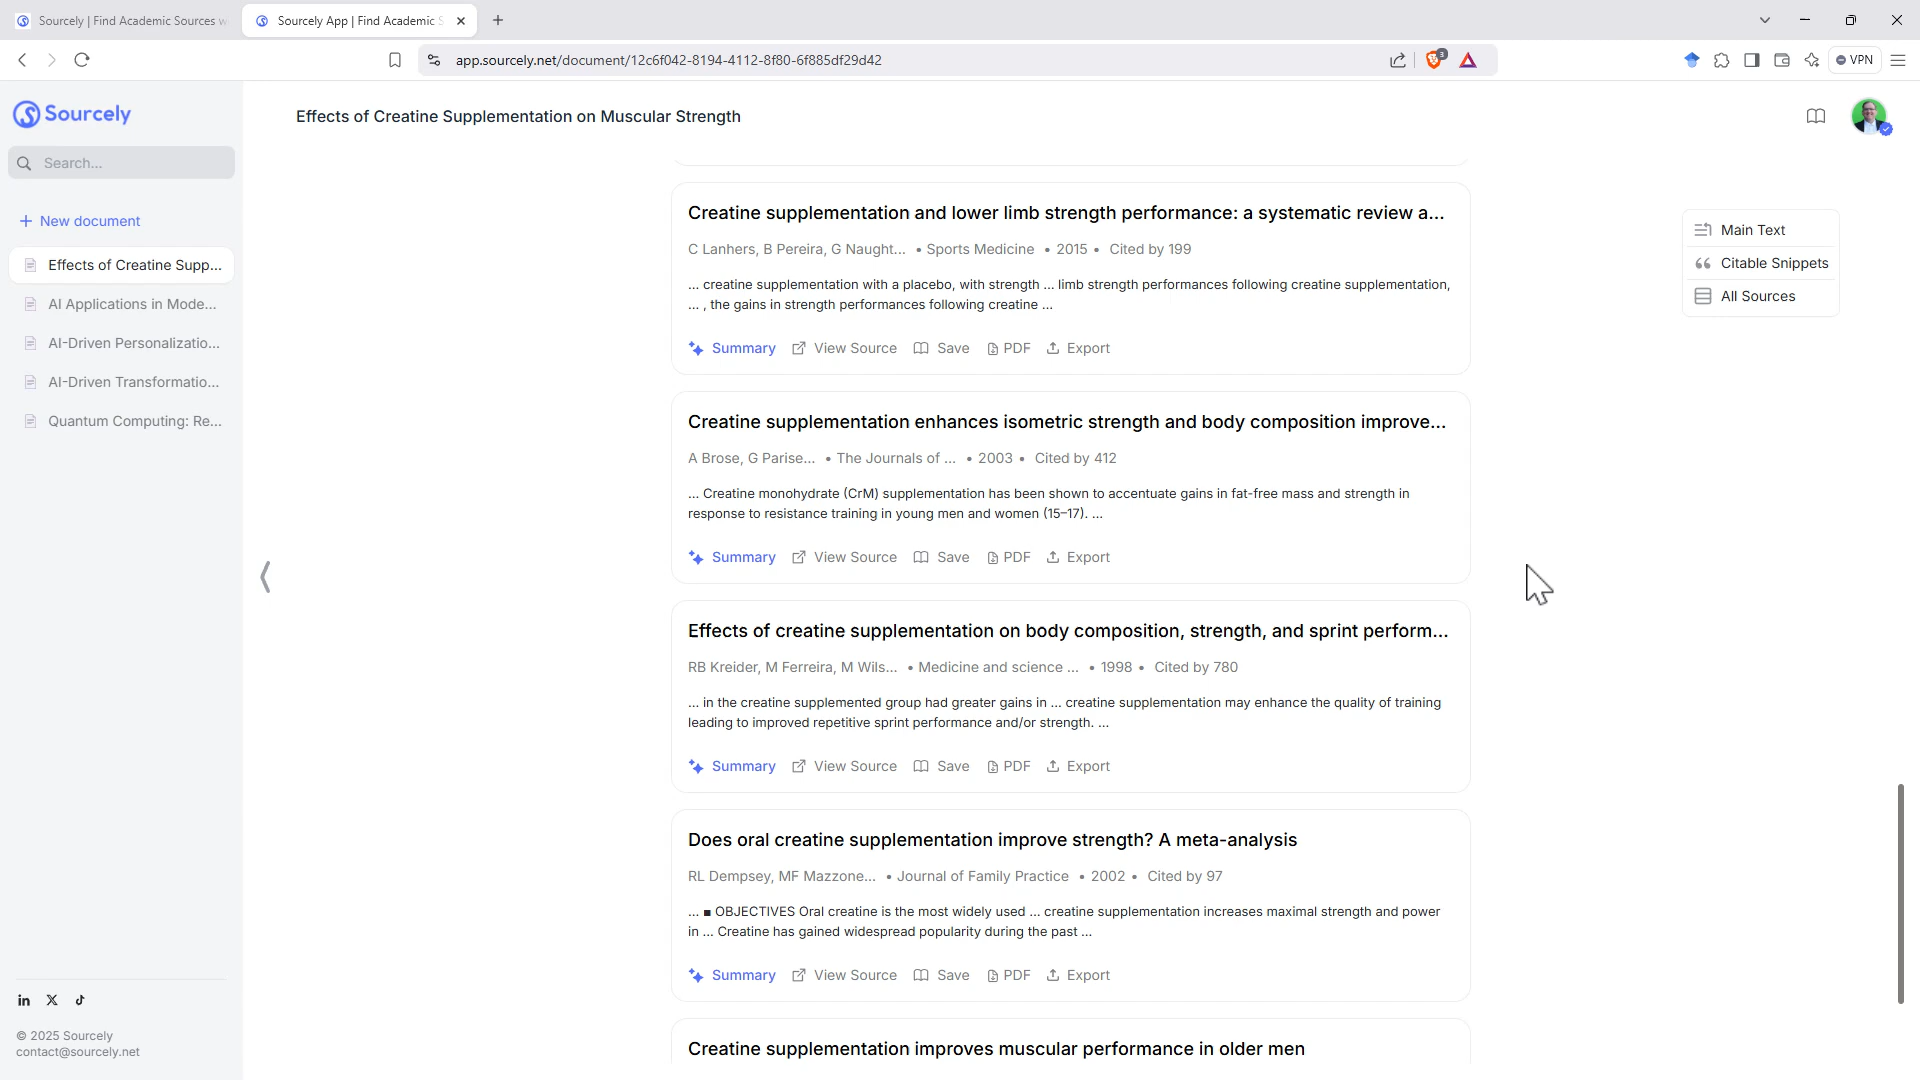 Sourcely | Find Academic Sources w
Sourcely App | Find Academic S
app.sourcely.net/document/12c6f042-8194-4112-8f80-6f885df29d42
3
VPN
Sourcely
Search...
+ New document
Effects of Creatine Supp...
AI Applications in Mode...
AI-Driven Personalizatio...
AI-Driven Transformatio...
Quantum Computing: Re...
in X
© 2025 Sourcely
contact@sourcely.net
Effects of Creatine Supplementation on Muscular Strength
Creatine supplementation and lower limb strength performance: a systematic review a...
C Lanhers, B Pereira, G Naught... • Sports Medicine • 2015 • Cited by 199
... creatine supplementation with a placebo, with strength ... limb strength performances following creatine supplementation,
... , the gains in strength performances following creatine ...
Summary View Source Save PDF Export
Creatine supplementation enhances isometric strength and body composition improve...
A Brose, G Parise... • The Journals of ... • 2003 • Cited by 412
... Creatine monohydrate (CrM) supplementation has been shown to accentuate gains in fat-free mass and strength in
response to resistance training in young men and women (15–17). ...
Summary View Source Save PDF Export
Effects of creatine supplementation on body composition, strength, and sprint perform...
RB Kreider, M Ferreira, M Wils... • Medicine and science ... • 1998 • Cited by 780
... in the creatine supplemented group had greater gains in ... creatine supplementation may enhance the quality of training
leading to improved repetitive sprint performance and/or strength. ...
Summary View Source Save PDF Export
Does oral creatine supplementation improve strength? A meta-analysis
RL Dempsey, MF Mazzone... • Journal of Family Practice • 2002 • Cited by 97
... ■ OBJECTIVES Oral creatine is the most widely used ... creatine supplementation increases maximal strength and power
in ... Creatine has gained widespread popularity during the past ...
Summary View Source Save PDF Export
Creatine supplementation improves muscular performance in older men
Main Text
Citable Snippets
All Sources